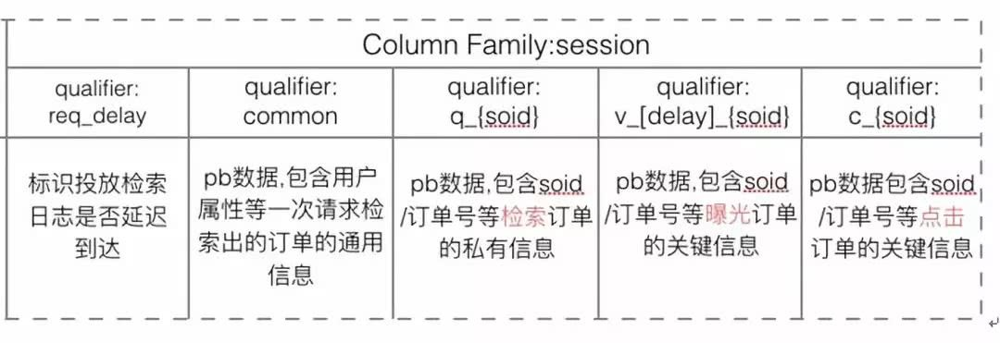 Column Family:session
qualifier:
req_delay
qualifier:
common
qualifier:
q_{soid}
qualifier:
v_[delay]_{soid}
qualifier:
c_{soid}
标识投放检索
日志是否延迟
到达
pb数据,包含用户
属性等一次请求检
索出的订单的通用
信息
pb数据,包含soid
/订单号等检索订单
的私有信息
pb数据,包含soid
/订单号等曝光订单
的关键信息
pb数据,包含soid
/订单号等点击
订单的关键信息